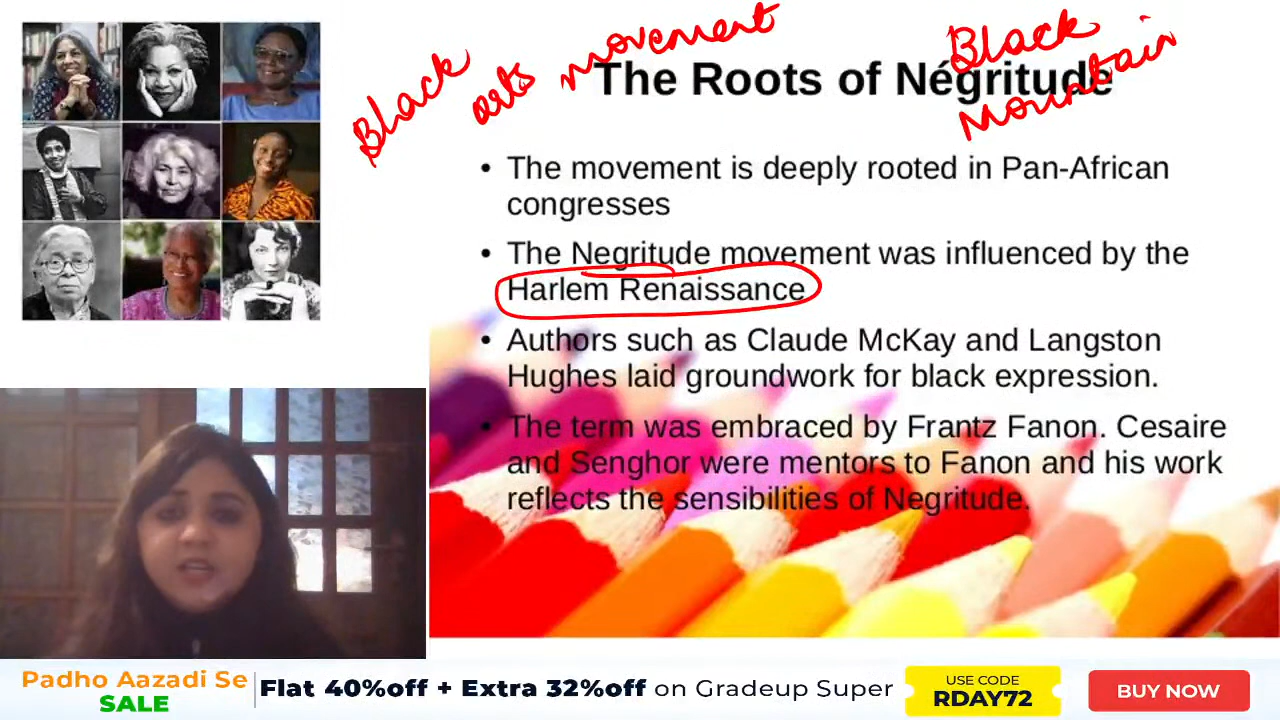 Black arts movement
Black
Mountain
The Roots of Négritude
• The movement is deeply rooted in Pan-African
congresses
• The Negritude movement was influenced by the
Harlem Renaissance
• Authors such as Claude McKay and Langston
Hughes laid groundwork for black expression.
• The term was embraced by Frantz Fanon. Cesaire
and Senghor were mentors to Fanon and his work
reflects the sensibilities of Negritude.
Padho Aazadi Se
SALE
Flat 40%off + Extra 32%off on Gradeup Super
USE CODE
RDAY72
BUY NOW